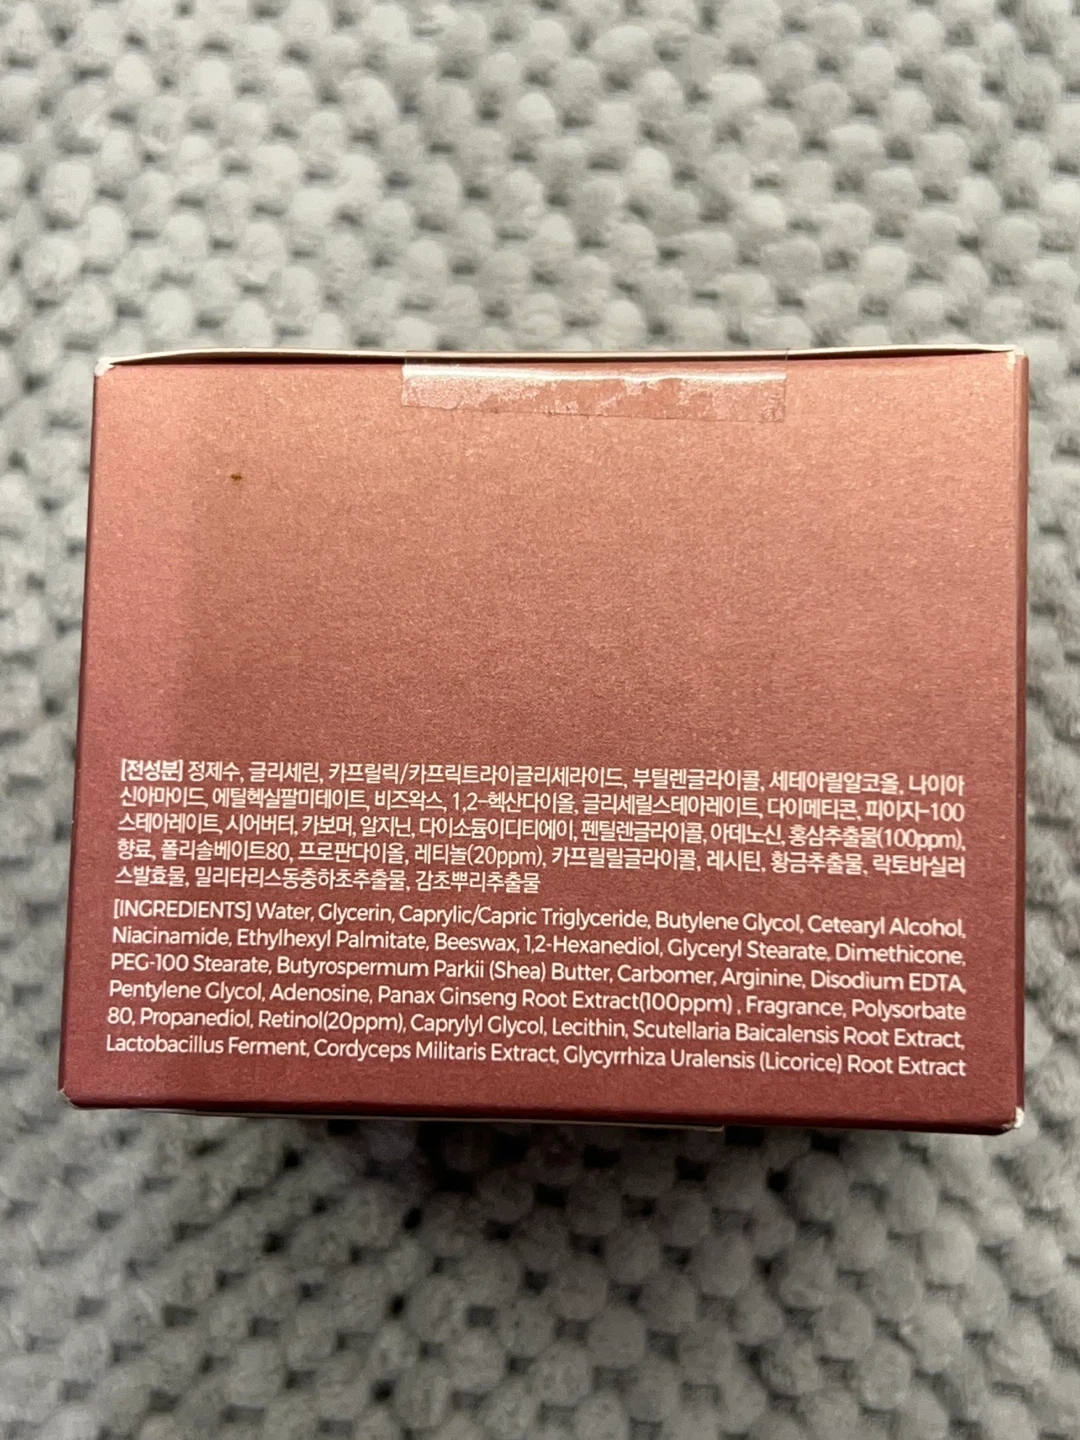 [전성분] 정제수, 글리세린, 카프릴릭/카프릭트라이글리세라이드, 부틸렌글라이콜, 세테아릴알코올, 나이아
신아마이드, 에틸헥실팔미테이트, 비즈왁스, 1,2-헥산다이올, 글리세릴스테아레이트, 다이메티콘, 피이지-100
스테아레이트, 시어버터, 카보머, 알지닌, 다이소듐이디티에이, 펜틸렌글라이콜, 아데노신, 홍삼추출물(100ppm),
향료, 폴리솔베이트80, 프로판다이올, 레티놀(20ppm), 카프릴릴글라이콜, 레시틴, 황금추출물, 락토바실러
스발효물, 밀리타리스동충하초추출물, 감초뿌리추출물
[INGREDIENTS] Water, Glycerin, Caprylic/Capric Triglyceride, Butylene Glycol, Cetearyl Alcohol,
Niacinamide, Ethylhexyl Palmitate, Beeswax, 1,2-Hexanediol, Glyceryl Stearate, Dimethicone,
PEG-100 Stearate, Butyrospermum Parkii (Shea) Butter, Carbomer, Arginine, Disodium EDTA,
Pentylene Glycol, Adenosine, Panax Ginseng Root Extract(100ppm) , Fragrance, Polysorbate
80, Propanediol, Retinol(20ppm), Caprylyl Glycol, Lecithin, Scutellaria Baicalensis Root Extract,
Lactobacillus Ferment, Cordyceps Militaris Extract, Glycyrrhiza Uralensis (Licorice) Root Extract